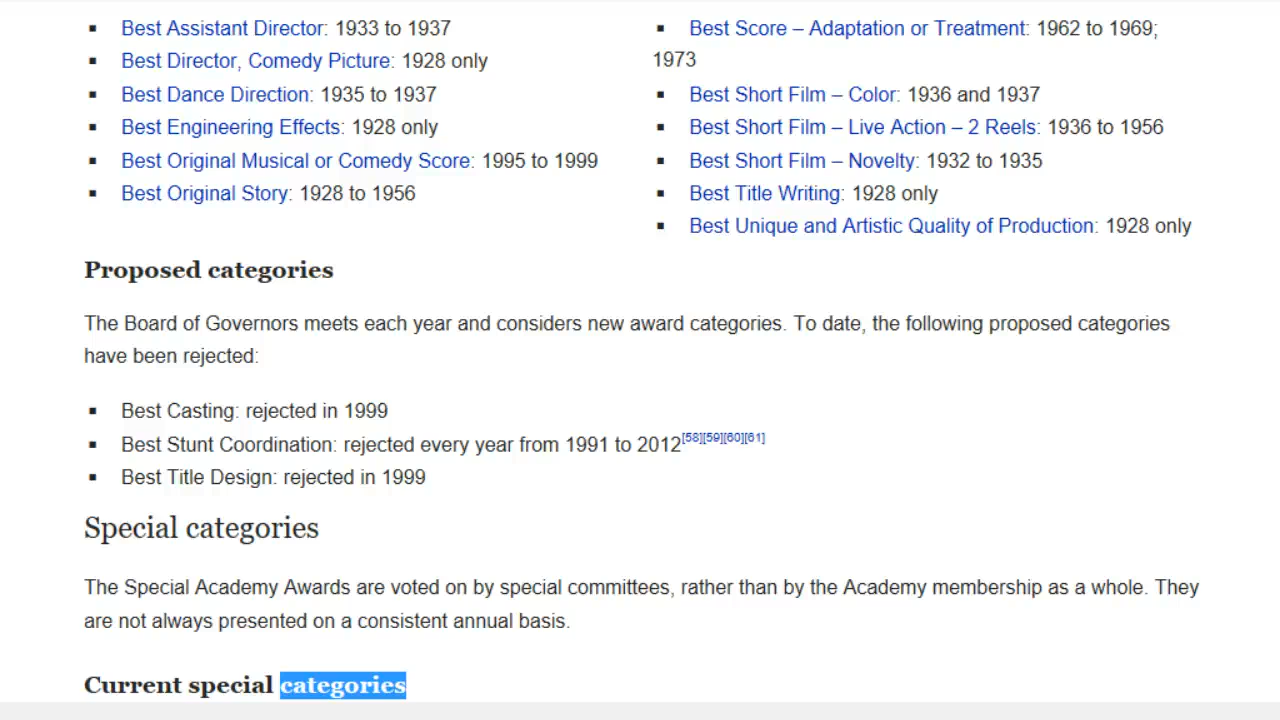 Best Assistant Director: 1933 to 1937
Best Director, Comedy Picture: 1928 only
Best Dance Direction: 1935 to 1937
Best Engineering Effects: 1928 only
Best Original Musical or Comedy Score: 1995 to 1999
Best Original Story: 1928 to 1956
Best Score – Adaptation or Treatment: 1962 to 1969;
1973
Best Short Film – Color: 1936 and 1937
Best Short Film – Live Action – 2 Reels: 1936 to 1956
Best Short Film – Novelty: 1932 to 1935
Best Title Writing: 1928 only
Best Unique and Artistic Quality of Production: 1928 only
Proposed categories
The Board of Governors meets each year and considers new award categories. To date, the following proposed categories
have been rejected:
Best Casting: rejected in 1999
Best Stunt Coordination: rejected every year from 1991 to 2012[58][59][60][61]
Best Title Design: rejected in 1999
Special categories
The Special Academy Awards are voted on by special committees, rather than by the Academy membership as a whole. They
are not always presented on a consistent annual basis.
Current special categories